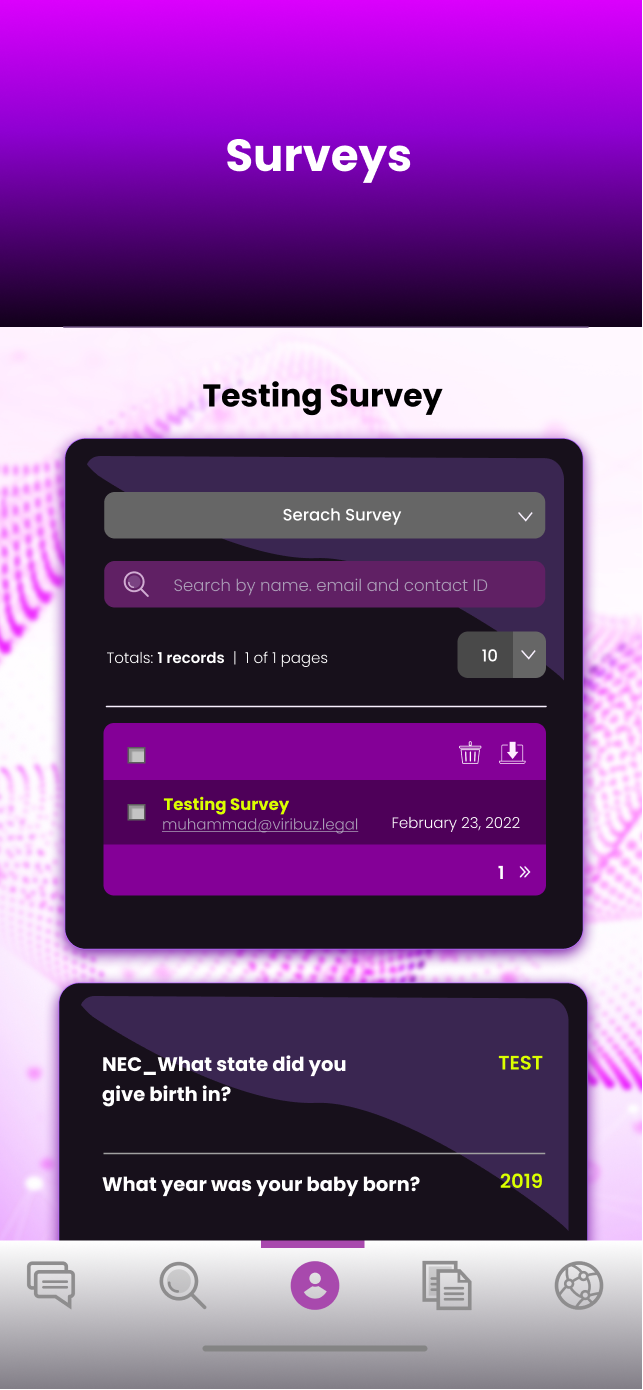 Surveys
Testing Survey
Serach Survey
Search by name. email and contact ID
Totals: 1 records | 1 of 1 pages
10
Testing Survey
muhammad@viribuz.legal
February 23, 2022
1 »
NEC_What state did you
give birth in?
TEST
What year was your baby born?
2019